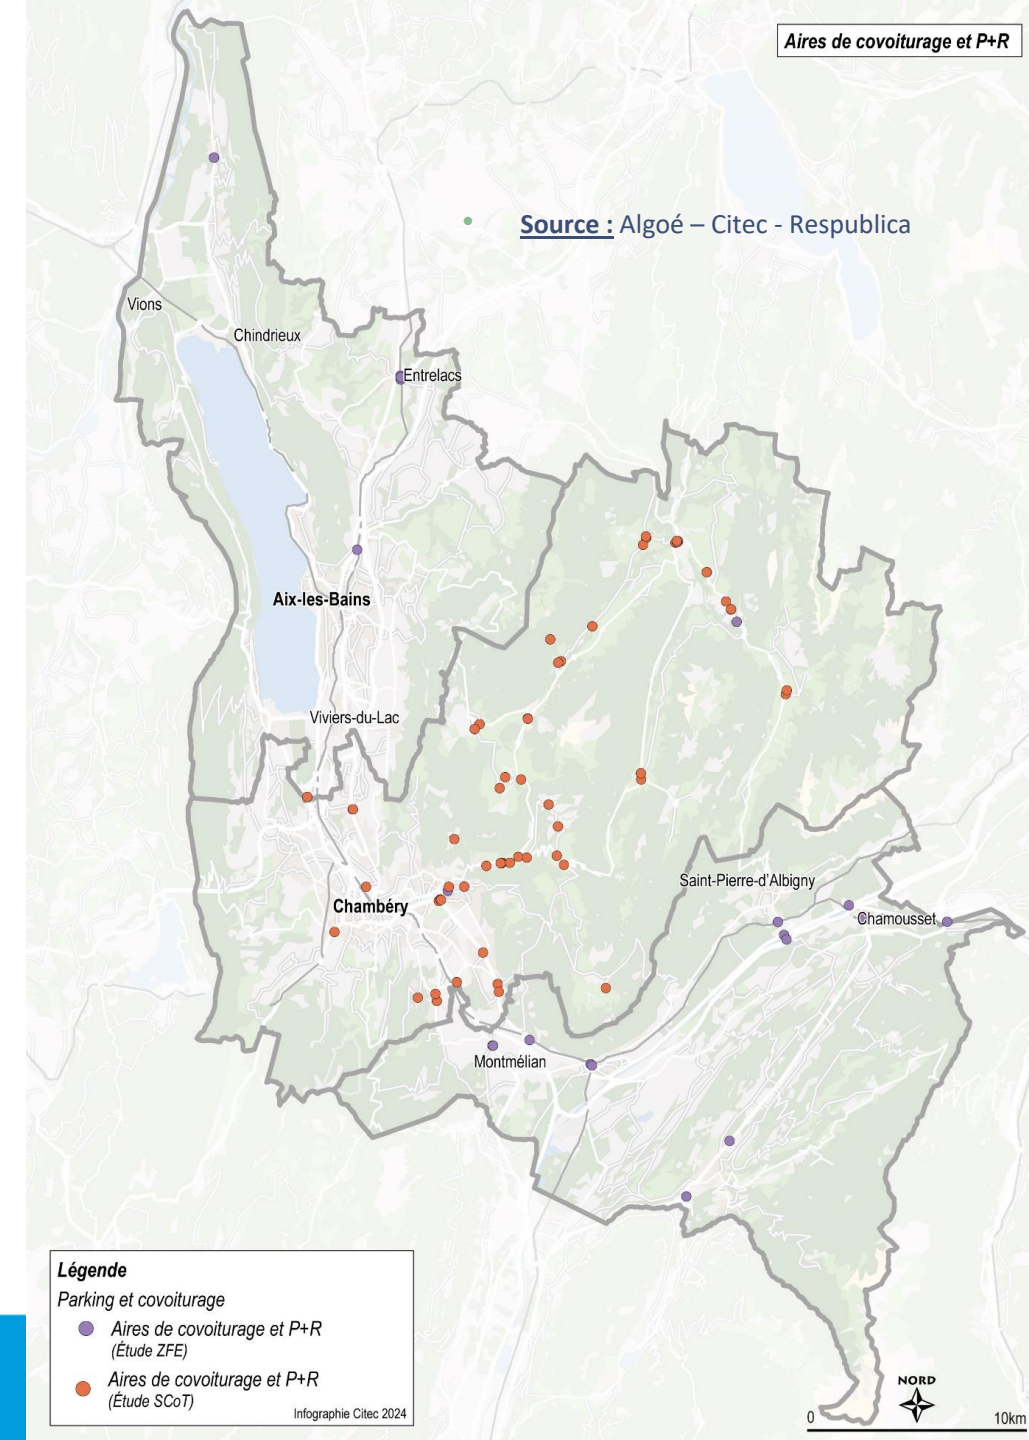 Aires de covoiturage et P+R
Source : Algoé – Citec - Respublica
Vions
Chindrieux
Entrelacs
Aix-les-Bains
Viviers-du-Lac
Saint-Pierre-d'Albigny
Chambéry
Chamousset
Montmélian
Légende
Parking et covoiturage
Aires de covoiturage et P+R
(Étude ZFE)
Aires de covoiturage et P+R
(Étude SCoT)
Infographie Citec 2024
NORD
0 10km